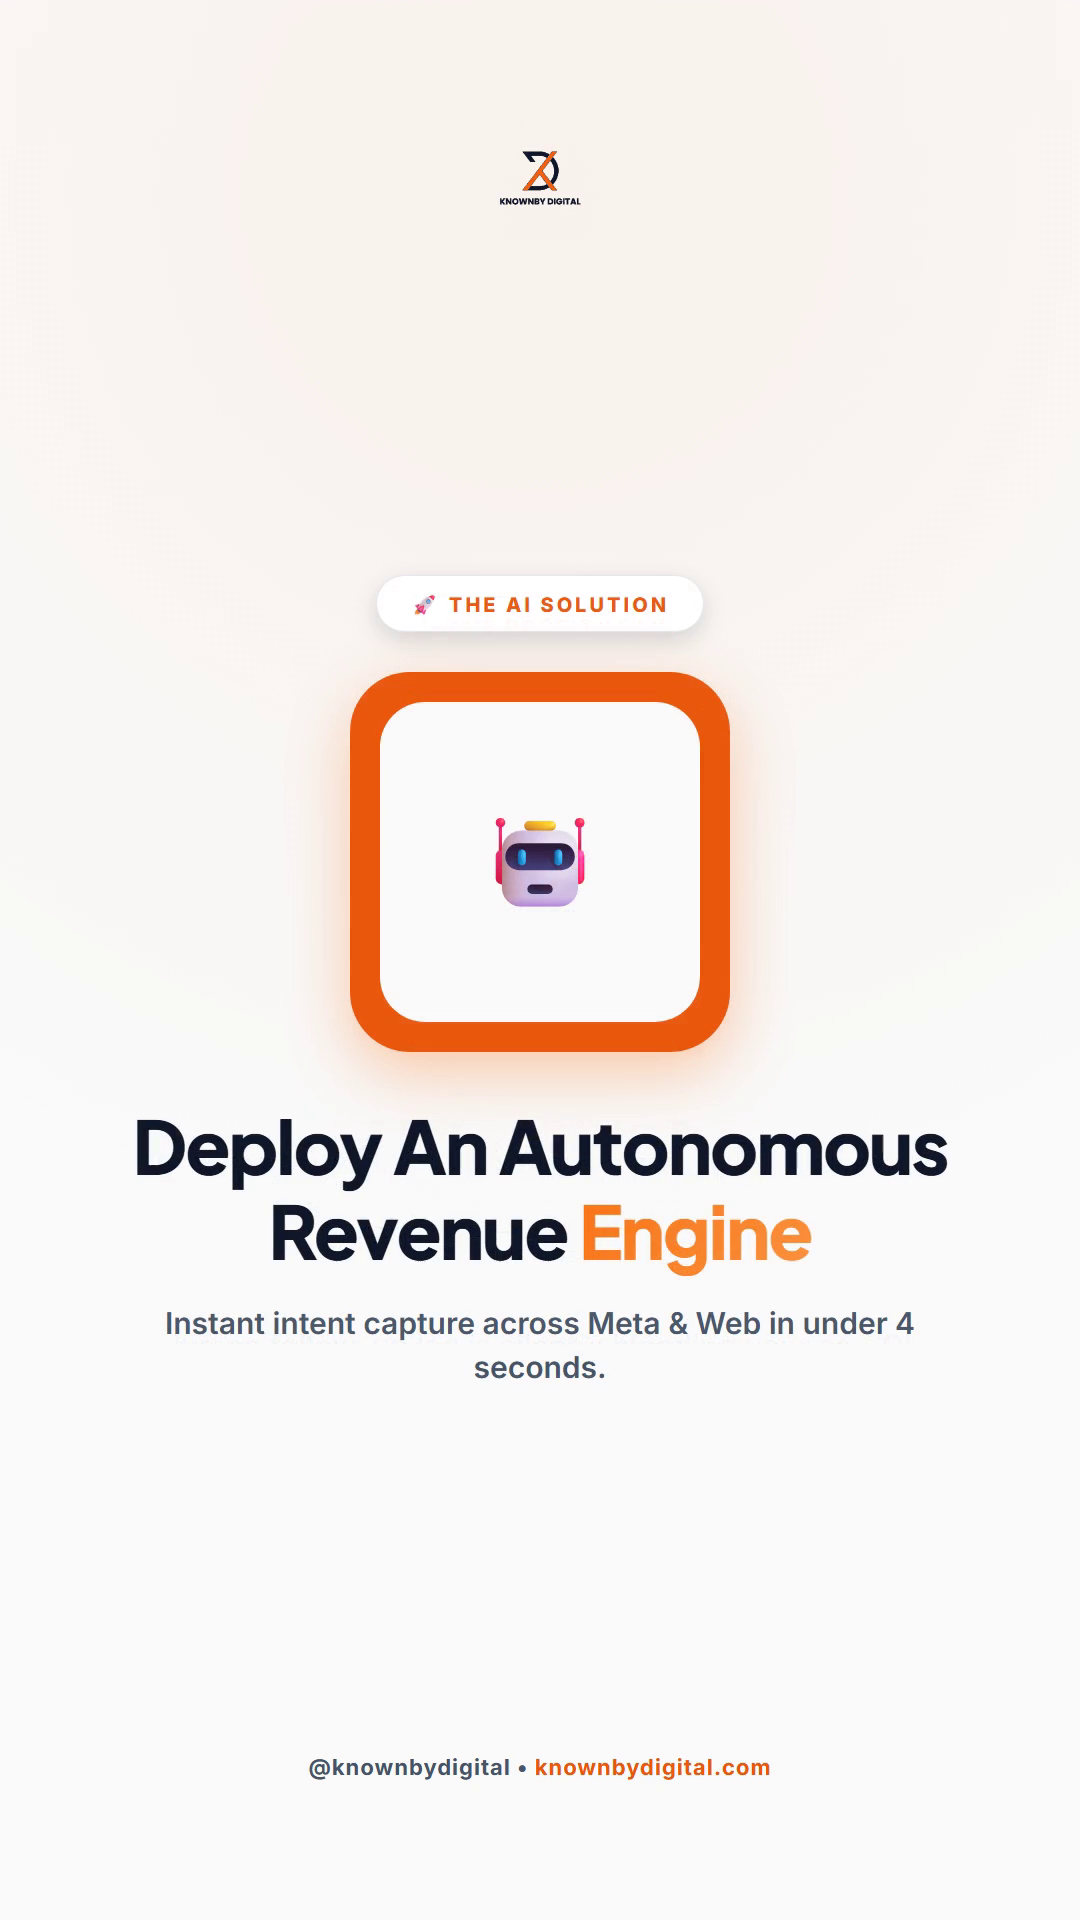 KNOWNBY DIGITAL
🚀 THE AI SOLUTION
Deploy An Autonomous
Revenue Engine
Instant intent capture across Meta & Web in under 4
seconds.
@knownbydigital • knownbydigital.com